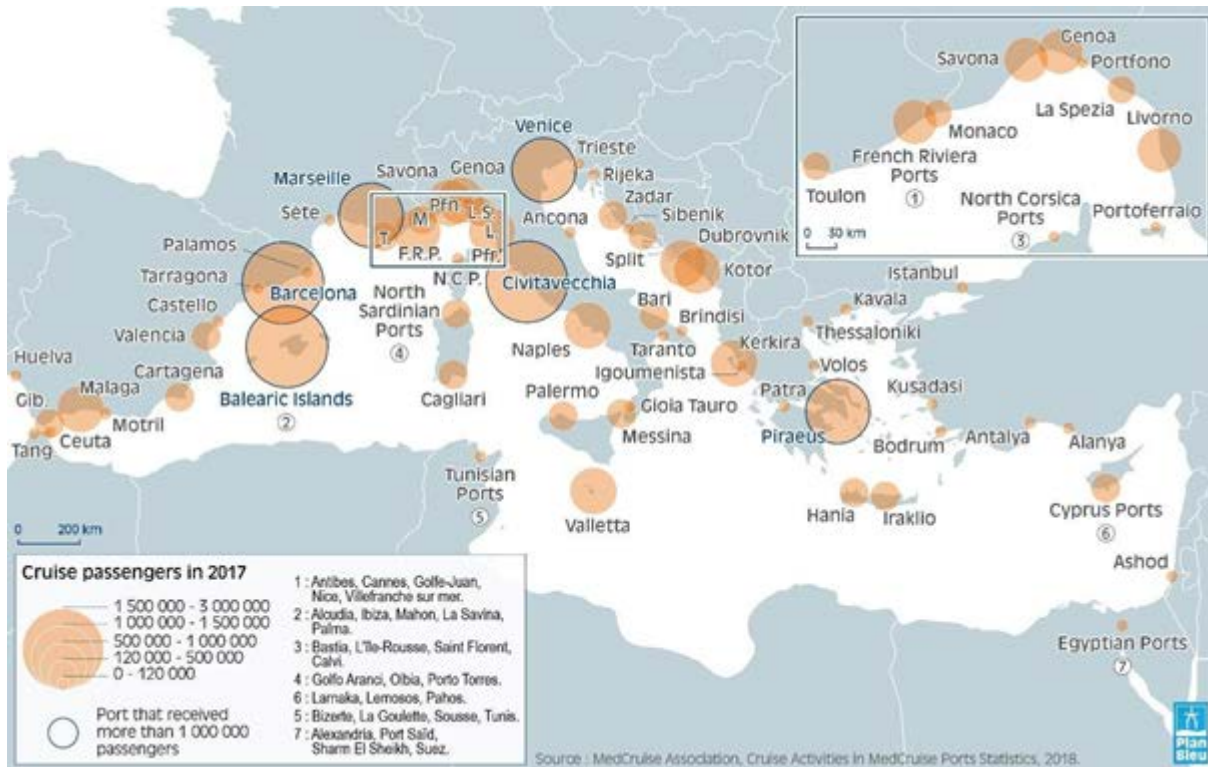 Genoa
Savona
Portfono
La Spezia
Livorno
Monaco
French Riviera
Ports
①
Toulon
North Corsica
Ports
③
Portoferraio
0 30 km
Venice
Trieste
Rijeka
Savona
Genoa
Marseille
Zadar
Pfn.
L.S.
Sète
M
Ancona
Sibenik
T.
L.
Dubrovnik
Palamos
F.R.P.
Pfr.
Split
Kotor
Tarragona
N.C.P.
Civitavecchia
Istanbul
Barcelona
North
Sardinian
Ports
④
Bari
Kavala
Castello
Brindisi
Thessaloniki
Valencia
Naples
Taranto
Kerkira
Huelva
Igoumenista
Volos
Cartagena
Malaga
Palermo
Patra
Kusadasi
Gib.
Balearic Islands
②
Cagliari
Gioia Tauro
Motril
Messina
Piraeus
Ceuta
Bodrum
Antalya
Alanya
Tang
Tunisian
Ports
⑤
Valletta
Hania
Iraklio
Cyprus Ports
⑥
0 200 km
Ashod
Egyptian Ports
⑦
Cruise passengers in 2017
1 500 000 - 3 000 000
1 000 000 - 1 500 000
500 000 - 1 000 000
120 000 - 500 000
0 - 120 000
Port that received
more than 1 000 000
passengers
1 : Antibes, Cannes, Golfe-Juan,
Nice, Villefranche sur mer.
2 : Alcudia, Ibiza, Mahon, La Savina,
Palma.
3 : Bastia, L'Île-Rousse, Saint Florent,
Calvi.
4 : Golfo Aranci, Olbia, Porto Torres.
6 : Larnaka, Lemosos, Pahos.
5 : Bizerte, La Goulette, Sousse, Tunis.
7 : Alexandria, Port Saïd,
Sharm El Sheikh, Suez.
Source : MedCruise Association, Cruise Activities in MedCruise Ports Statistics, 2018.
Plan
Bleu